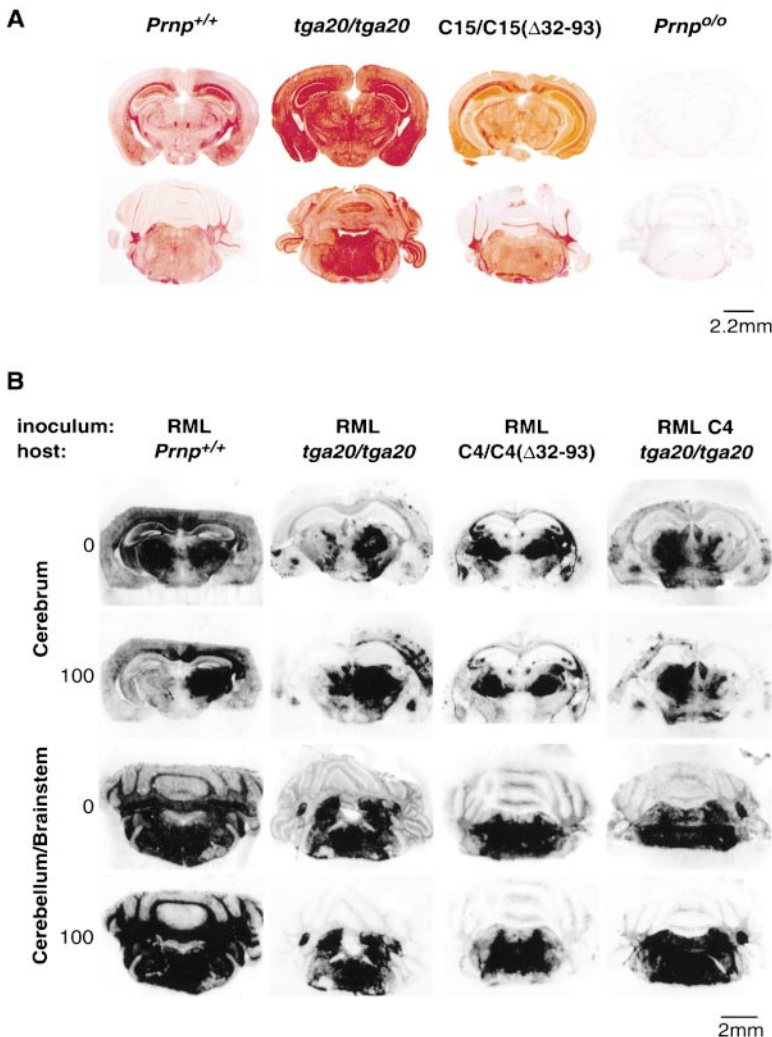 A
Prnp+/+ tga20/tga20 C15/C15(Δ32-93) Prnpo/o
2.2mm
B
inoculum: RML RML RML RML C4
host: Prnp+/+ tga20/tga20 C4/C4(Δ32-93) tga20/tga20
Cerebrum
0
100
Cerebellum/Brainstem
0
100
2mm